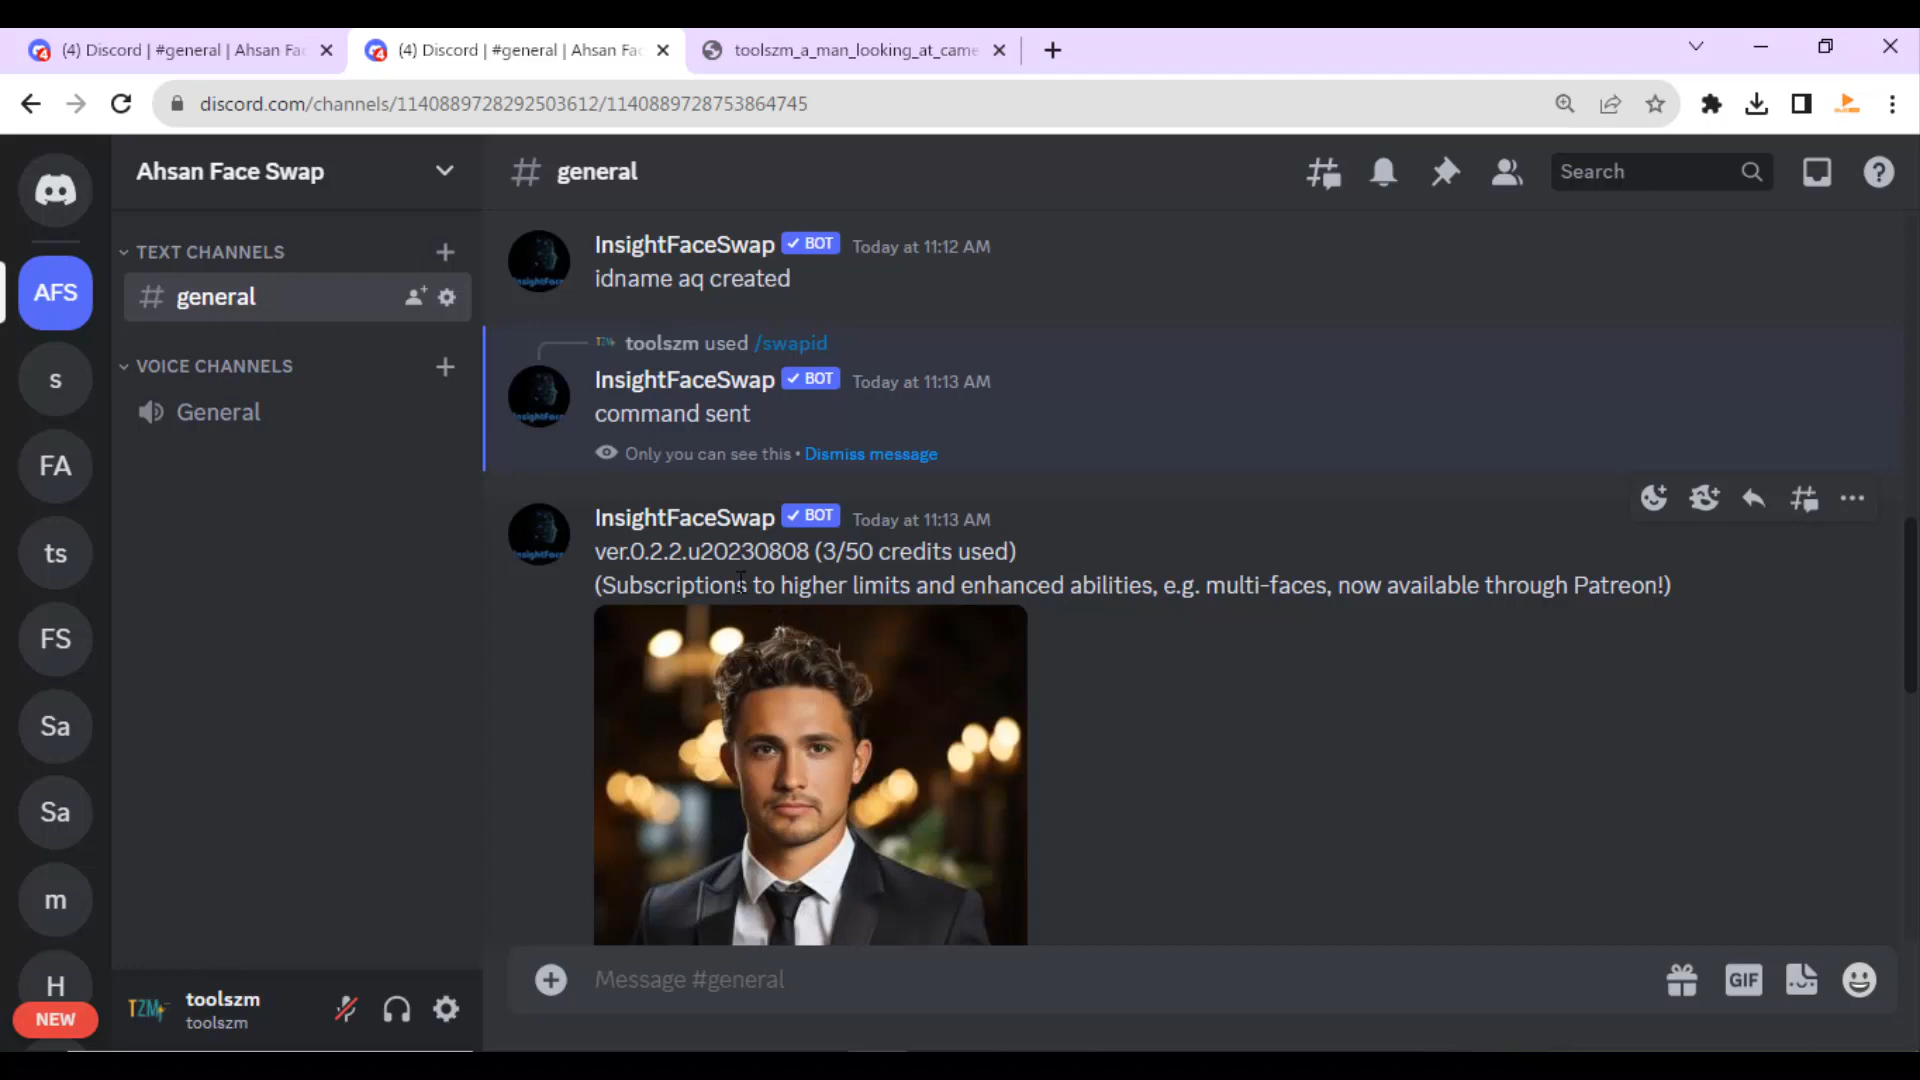 (4) Discord | #general | Ahsan Fac
(4) Discord | #general | Ahsan Fac
toolszm_a_man_looking_at_came
discord.com/channels/1140889728292503612/1140889728753864745
Ahsan Face Swap
TEXT CHANNELS
general
VOICE CHANNELS
General
AFS
s
FA
ts
FS
Sa
Sa
m
H
NEW
TZM
toolszm
toolszm
general
Search
InsightFaceSwap BOT Today at 11:12 AM
idname aq created
toolszm used /swapid
InsightFaceSwap BOT Today at 11:13 AM
command sent
Only you can see this • Dismiss message
InsightFaceSwap BOT Today at 11:13 AM
ver.0.2.2.u20230808 (3/50 credits used)
(Subscriptions to higher limits and enhanced abilities, e.g. multi-faces, now available through Patreon!)
Message #general
GIF